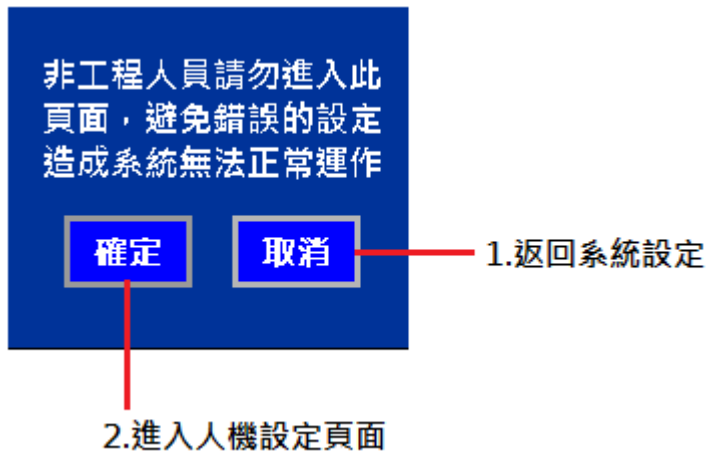 非工程人員請勿進入此
頁面，避免錯誤的設定
造成系統無法正常運作
確定
取消
1.返回系統設定
2.進入人機設定頁面